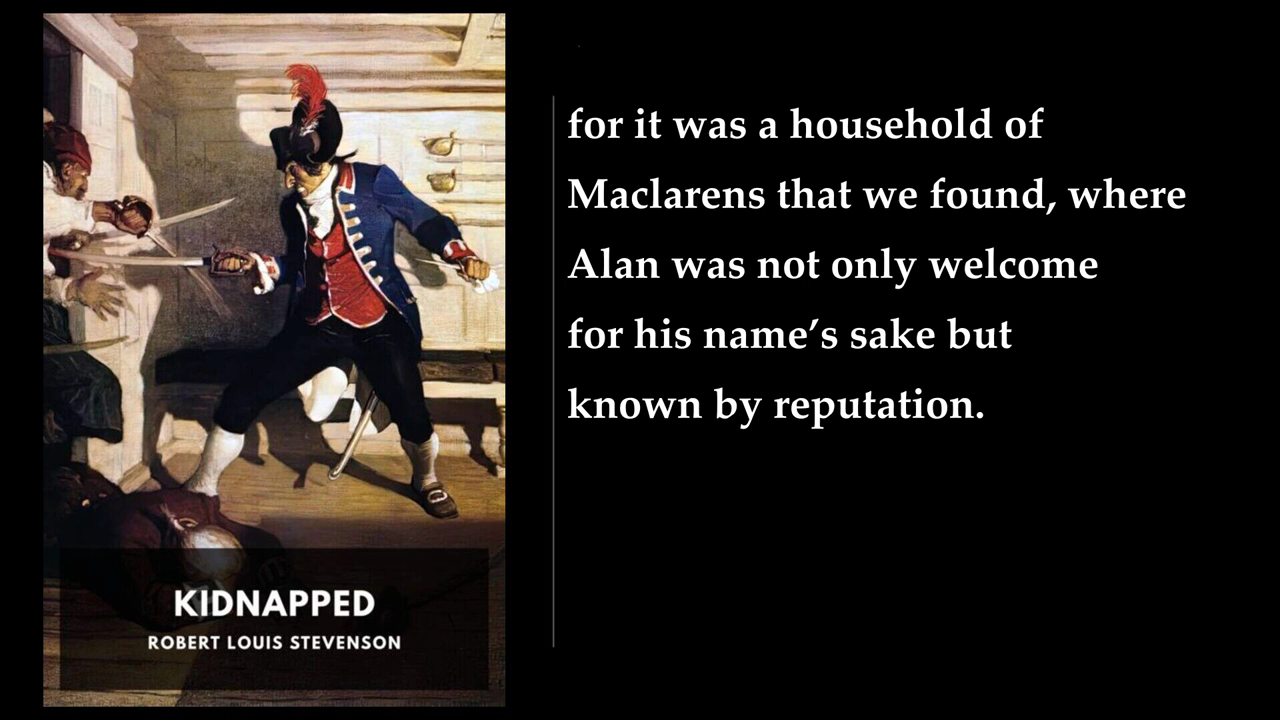 KIDNAPPED
ROBERT LOUIS STEVENSON
for it was a household of
Maclarens that we found, where
Alan was not only welcome
for his name’s sake but
known by reputation.